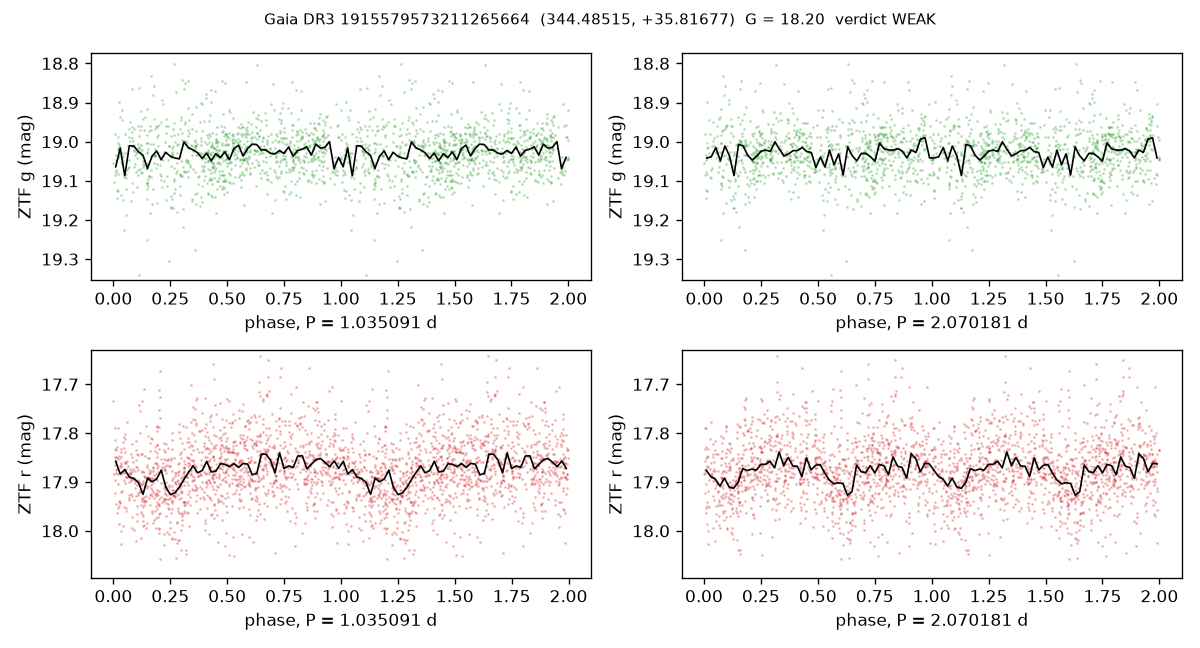 Gaia DR3 1915579573211265664  (344.48515, +35.81677)  G = 18.20  verdict WEAK
ZTF g (mag)
18.8
18.9
19.0
19.1
19.2
19.3
0.00 0.25 0.50 0.75 1.00 1.25 1.50 1.75 2.00
phase, P = 1.035091 d
ZTF g (mag)
18.8
18.9
19.0
19.1
19.2
19.3
0.00 0.25 0.50 0.75 1.00 1.25 1.50 1.75 2.00
phase, P = 2.070181 d
ZTF r (mag)
17.7
17.8
17.9
18.0
0.00 0.25 0.50 0.75 1.00 1.25 1.50 1.75 2.00
phase, P = 1.035091 d
ZTF r (mag)
17.7
17.8
17.9
18.0
0.00 0.25 0.50 0.75 1.00 1.25 1.50 1.75 2.00
phase, P = 2.070181 d